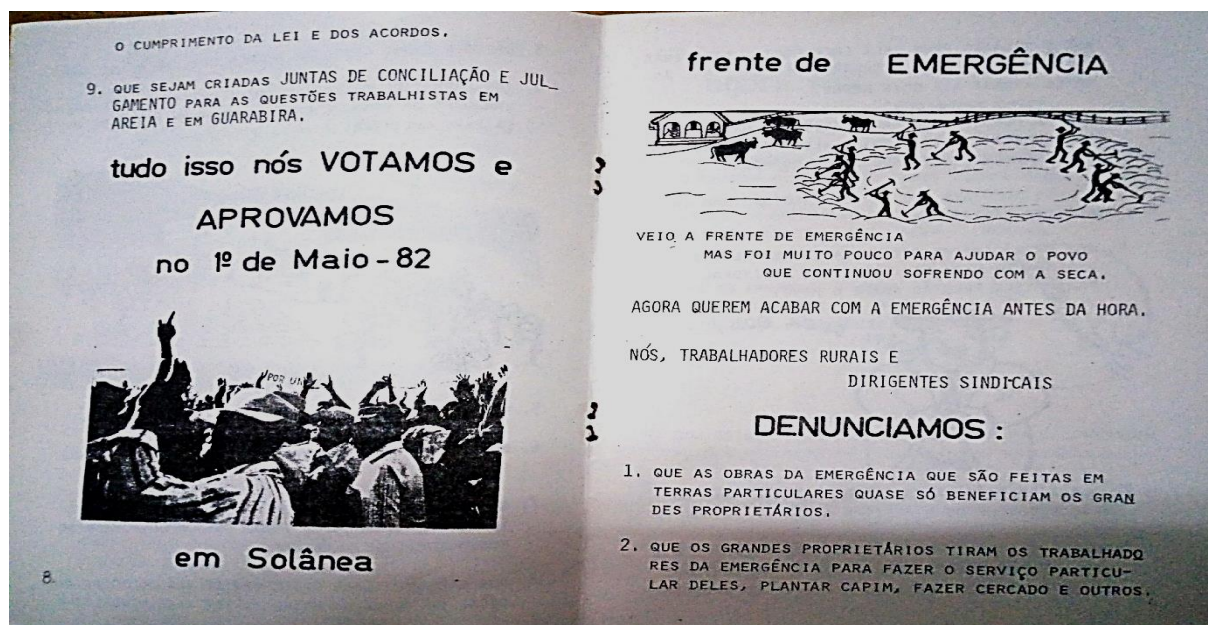 O CUMPRIMENTO DA LEI E DOS ACORDOS.
9. QUE SEJAM CRIADAS JUNTAS DE CONCILIAÇÃO E JUL_
GAMENTO PARA AS QUESTÕES TRABALHISTAS EM
AREIA E EM GUARABIRA.
tudo isso nós VOTAMOS e
APROVAMOS
no 1º de Maio - 82
POR UN
em Solânea
8.
frente de EMERGÊNCIA
VEIO A FRENTE DE EMERGÊNCIA
MAS FOI MUITO POUCO PARA AJUDAR O POVO
QUE CONTINUOU SOFRENDO COM A SECA.
AGORA QUEREM ACABAR COM A EMERGÊNCIA ANTES DA HORA.
NÓS, TRABALHADORES RURAIS E
DIRIGENTES SINDICAIS
DENUNCIAMOS :
1. QUE AS OBRAS DA EMERGÊNCIA QUE SÃO FEITAS EM
TERRAS PARTICULARES QUASE SÓ BENEFICIAM OS GRAN
DES PROPRIETÁRIOS.
2. QUE OS GRANDES PROPRIETÁRIOS TIRAM OS TRABALHADO
RES DA EMERGÊNCIA PARA FAZER O SERVIÇO PARTICU-
LAR DELES, PLANTAR CAPIM, FAZER CERCADO E OUTROS.